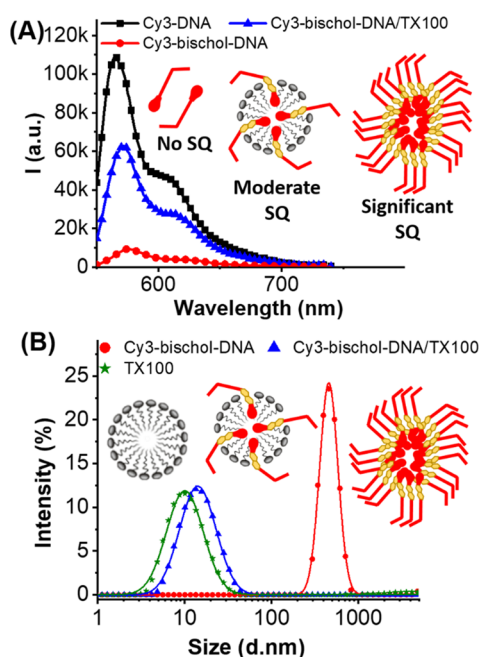 (A)
Cy3-DNA
Cy3-bischol-DNA/TX100
Cy3-bischol-DNA
120k
100k
80k
60k
40k
20k
0
I (a.u.)
No SQ
Moderate
SQ
Significant
SQ
600
700
Wavelength (nm)
(B)
Cy3-bischol-DNA
Cy3-bischol-DNA/TX100
TX100
25
20
15
10
5
0
Intensity (%)
1
10
100
1000
Size (d.nm)